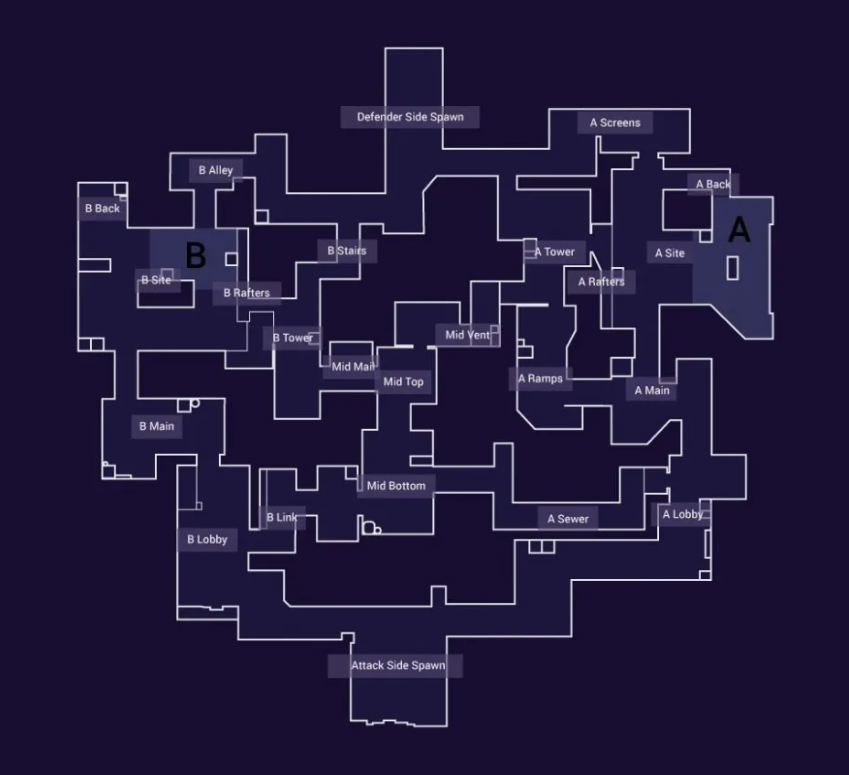 Defender Side Spawn
A Screens
B Alley
A Back
B Back
A
B
B Stairs
A Tower
A Site
B Site
B Rafters
A Rafters
B Tower
Mid Vent
Mid Mail
Mid Top
A Ramps
A Main
B Main
Mid Bottom
B Link
A Sewer
A Lobby
B Lobby
Attack Side Spawn